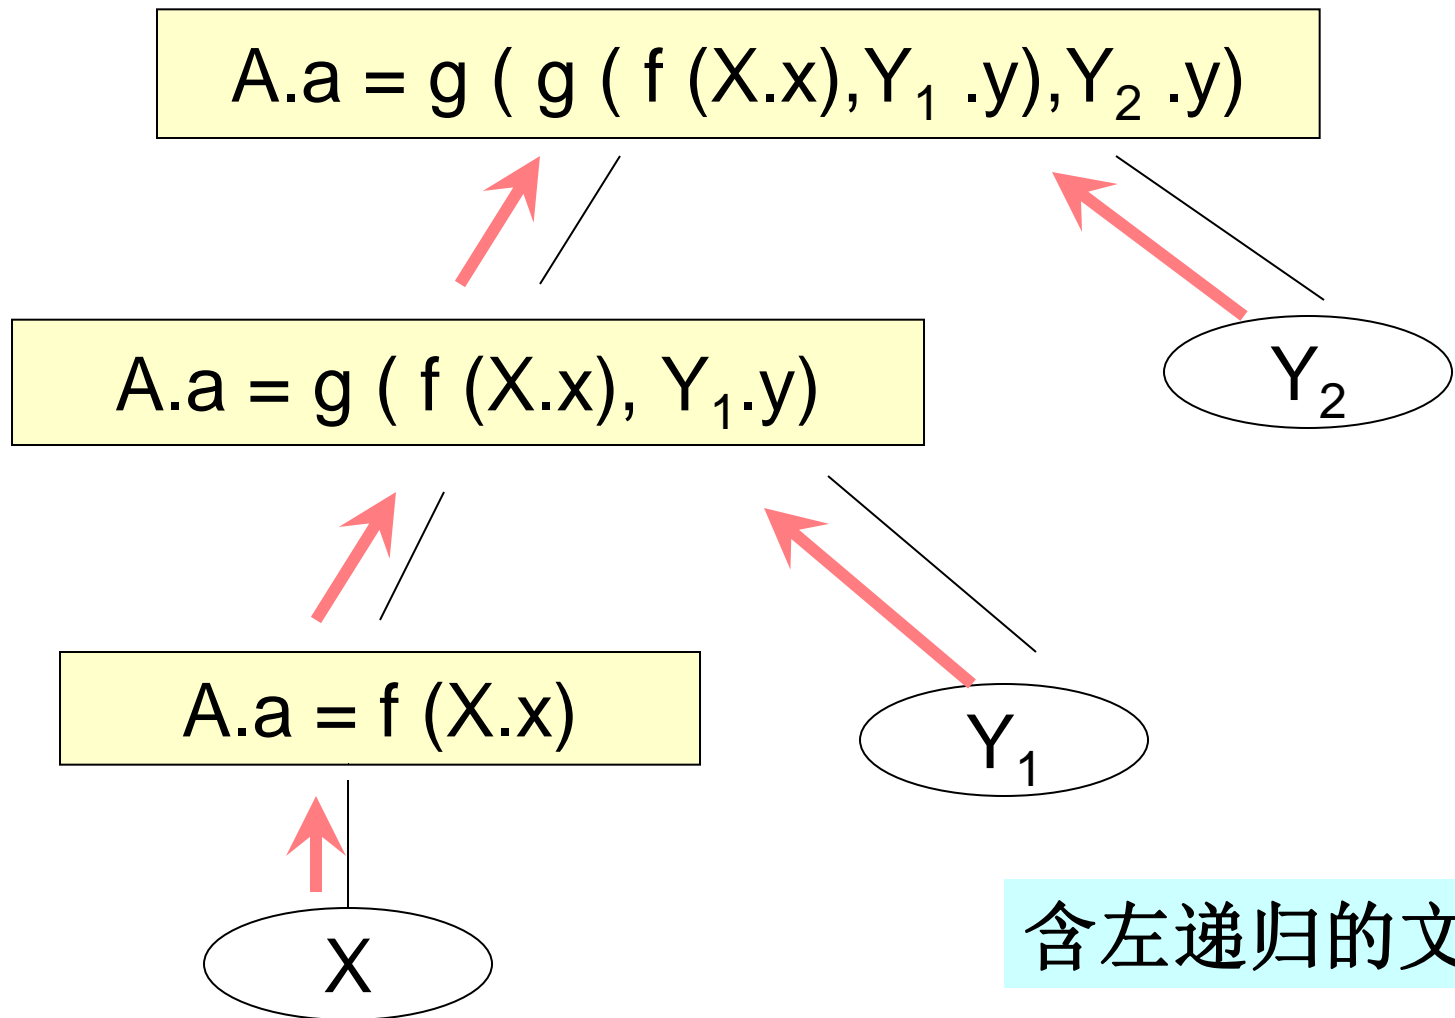 A.a = g ( g ( f (X.x),Y₁ .y),Y₂ .y)
A.a = g ( f (X.x), Y₁.y)
Y₂
A.a = f (X.x)
Y₁
X
含左递归的文